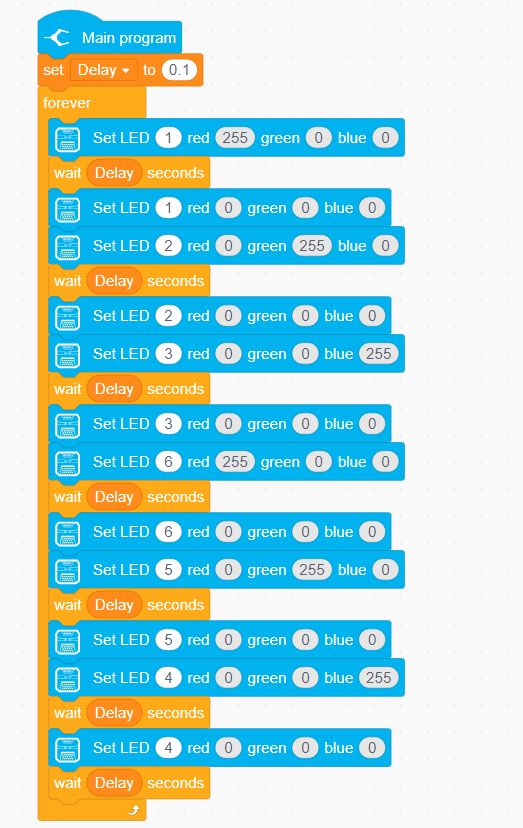 Main program
set Delay to 0.1
forever
Set LED 1 red 255 green 0 blue 0
wait Delay seconds
Set LED 1 red 0 green 0 blue 0
Set LED 2 red 0 green 255 blue 0
wait Delay seconds
Set LED 2 red 0 green 0 blue 0
Set LED 3 red 0 green 0 blue 255
wait Delay seconds
Set LED 3 red 0 green 0 blue 0
Set LED 6 red 255 green 0 blue 0
wait Delay seconds
Set LED 6 red 0 green 0 blue 0
Set LED 5 red 0 green 255 blue 0
wait Delay seconds
Set LED 5 red 0 green 0 blue 0
Set LED 4 red 0 green 0 blue 255
wait Delay seconds
Set LED 4 red 0 green 0 blue 0
wait Delay seconds